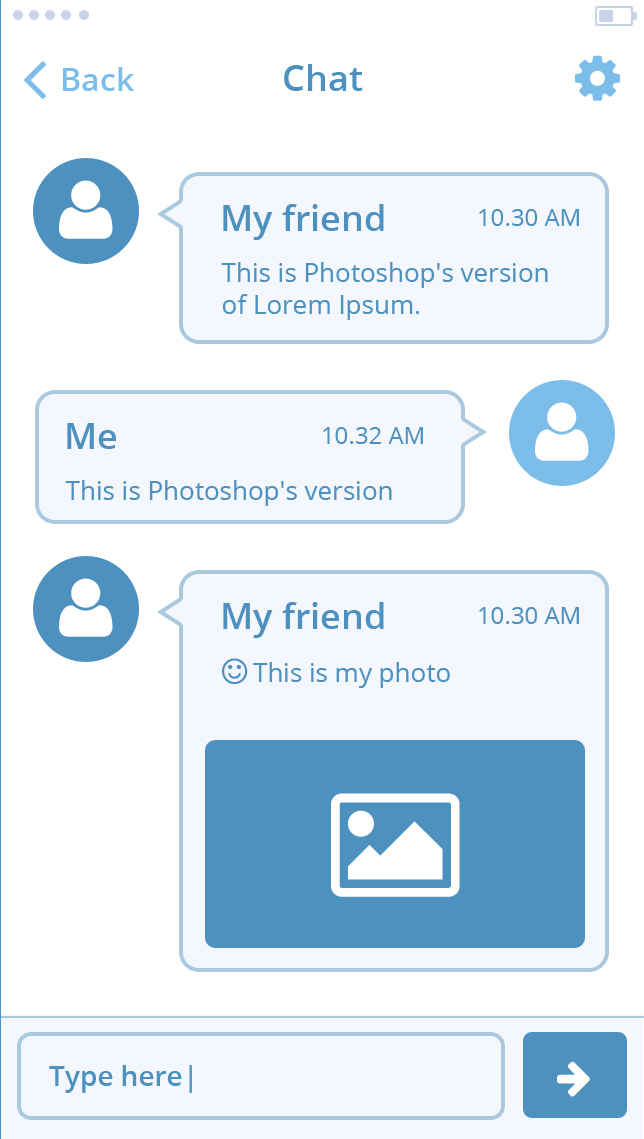 Back
Chat
My friend 10.30 AM
This is Photoshop's version
of Lorem Ipsum.
Me 10.32 AM
This is Photoshop's version
My friend 10.30 AM
This is my photo
Type here|